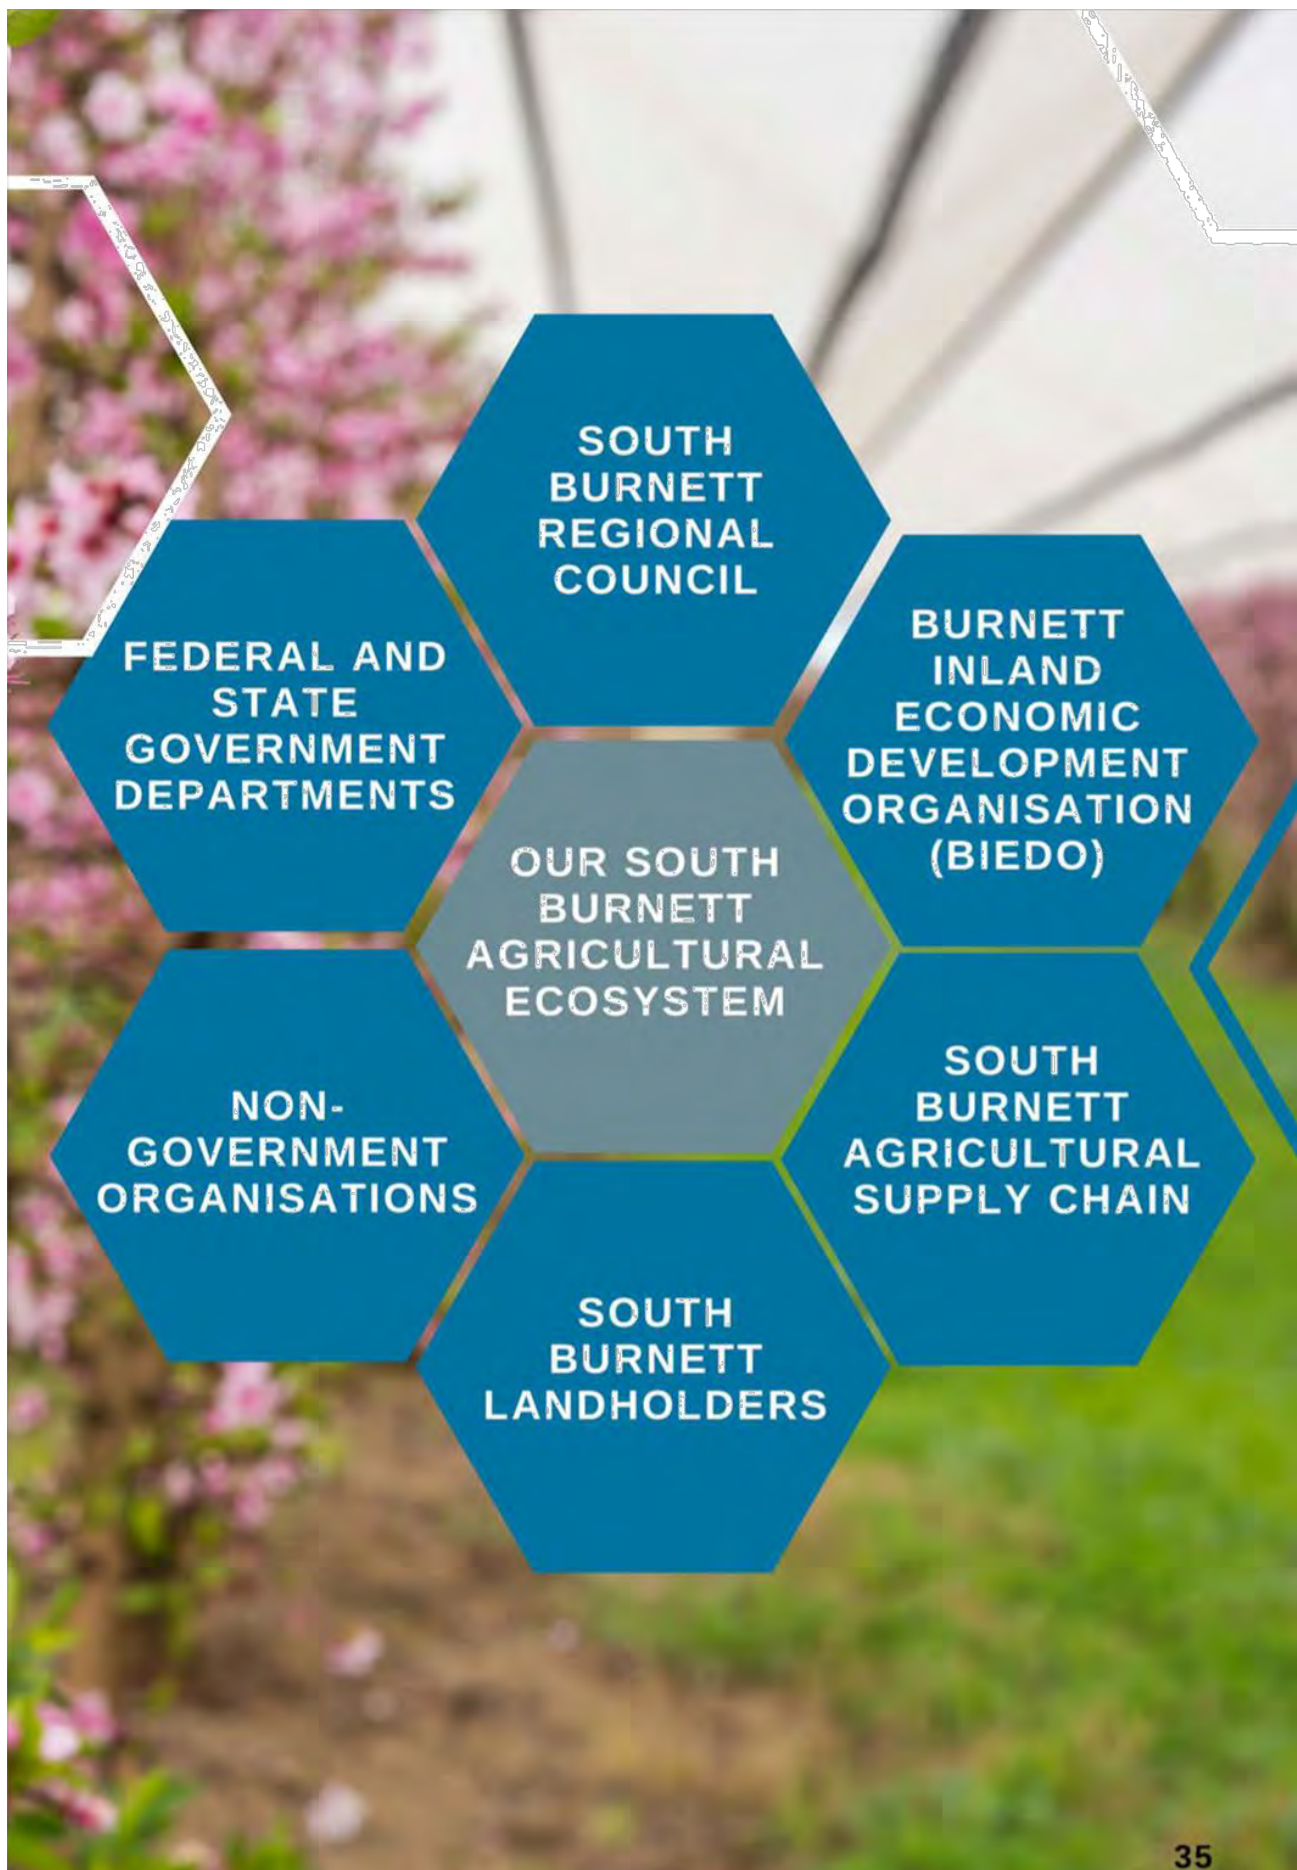 SOUTH
BURNETT
REGIONAL
COUNCIL
FEDERAL AND
STATE
GOVERNMENT
DEPARTMENTS
BURNETT
INLAND
ECONOMIC
DEVELOPMENT
ORGANISATION
(BIEDO)
OUR SOUTH
BURNETT
AGRICULTURAL
ECOSYSTEM
NON-
GOVERNMENT
ORGANISATIONS
SOUTH
BURNETT
AGRICULTURAL
SUPPLY CHAIN
SOUTH
BURNETT
LANDHOLDERS
35